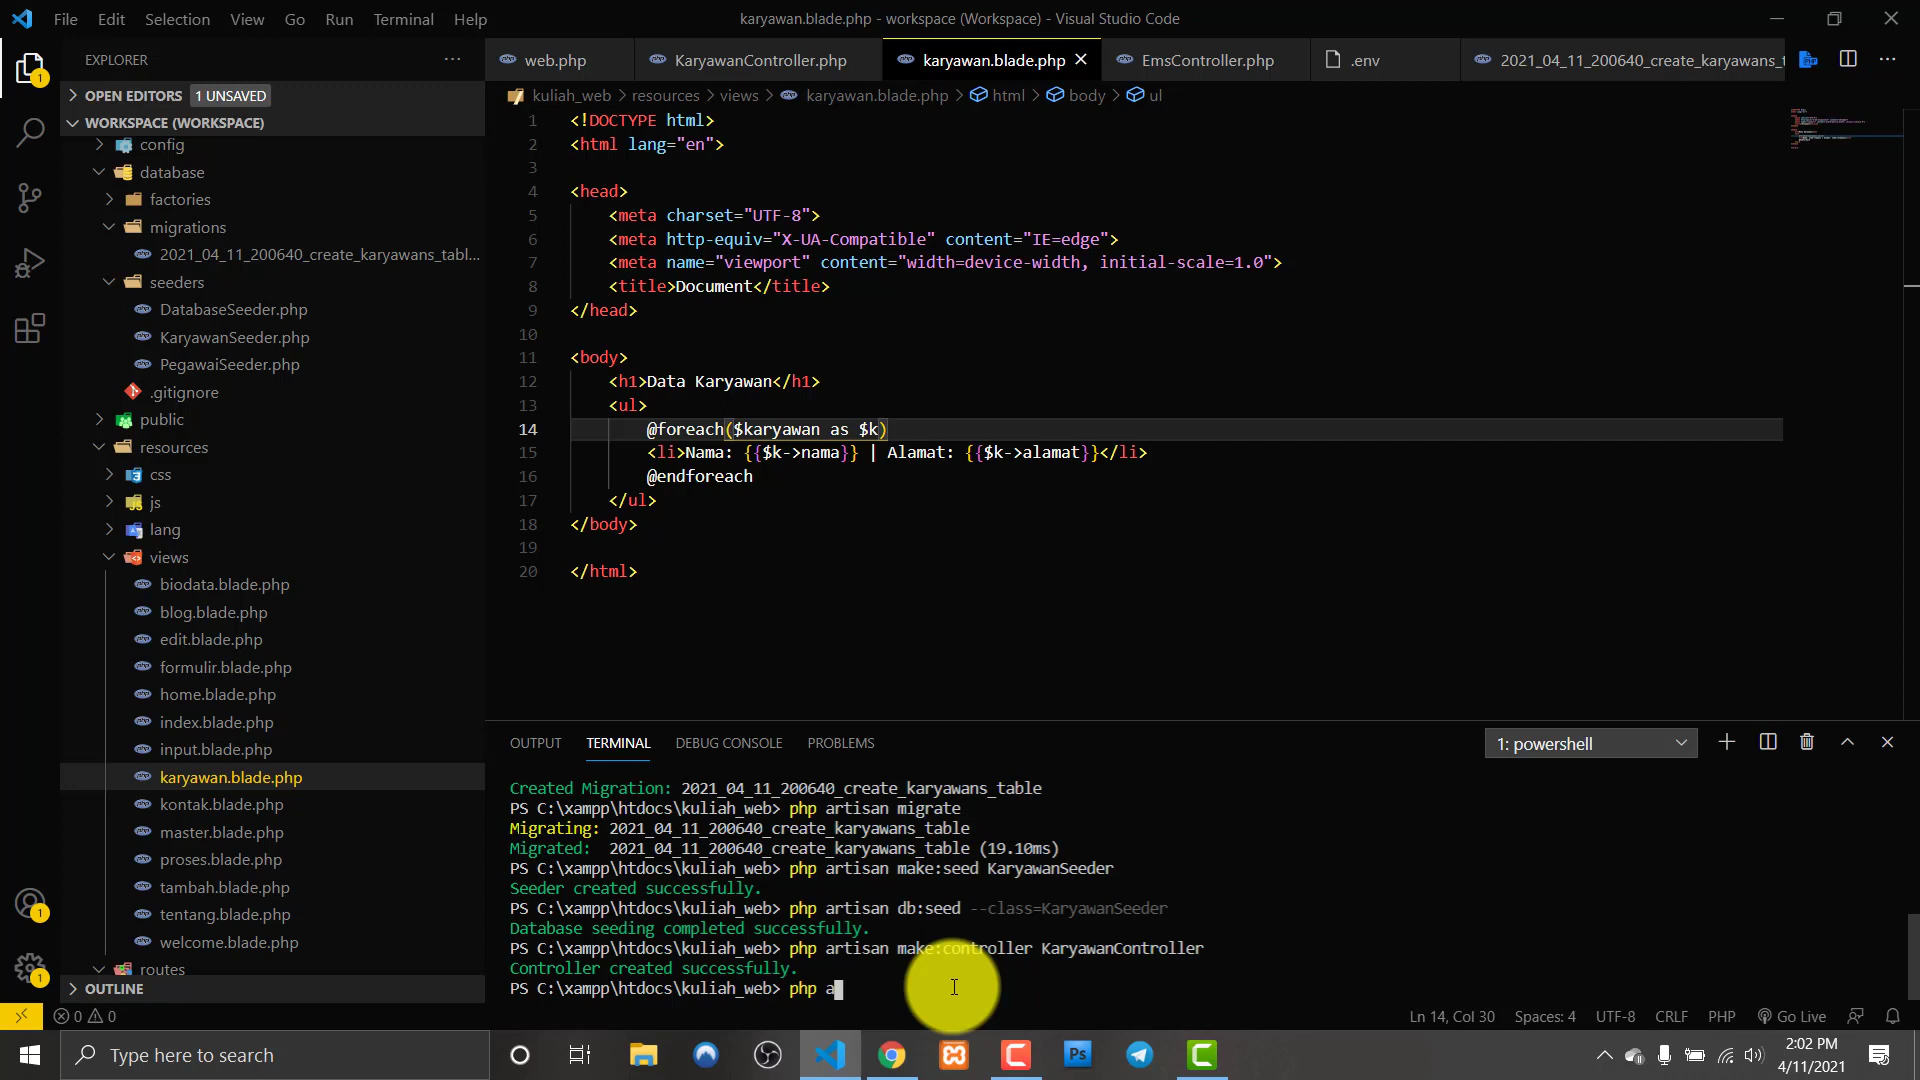 File Edit Selection View Go Run Terminal Help
karyawan.blade.php - workspace (Workspace) - Visual Studio Code
EXPLORER
web.php KaryawanController.php karyawan.blade.php EmsController.php .env 2021_04_11_200640_create_karyawans_t
OPEN EDITORS 1 UNSAVED
kuliah_web > resources > views > karyawan.blade.php > html > body > ul
WORKSPACE (WORKSPACE)
config
database
factories
migrations
2021_04_11_200640_create_karyawans_tabl...
seeders
DatabaseSeeder.php
KaryawanSeeder.php
PegawaiSeeder.php
.gitignore
public
resources
css
js
lang
views
biodata.blade.php
blog.blade.php
edit.blade.php
formulir.blade.php
home.blade.php
index.blade.php
input.blade.php
karyawan.blade.php
kontak.blade.php
master.blade.php
proses.blade.php
tambah.blade.php
tentang.blade.php
welcome.blade.php
routes
OUTLINE
1 <!DOCTYPE html>
2 <html lang="en">
3
4 <head>
5 <meta charset="UTF-8">
6 <meta http-equiv="X-UA-Compatible" content="IE=edge">
7 <meta name="viewport" content="width=device-width, initial-scale=1.0">
8 <title>Document</title>
9 </head>
10
11 <body>
12 <h1>Data Karyawan</h1>
13 <ul>
14 @foreach($karyawan as $k)
15 <li>Nama: {{$k->nama}} | Alamat: {{$k->alamat}}</li>
16 @endforeach
17 </ul>
18 </body>
19
20 </html>
OUTPUT TERMINAL DEBUG CONSOLE PROBLEMS
1: powershell
Created Migration: 2021_04_11_200640_create_karyawans_table
PS C:\xampp\htdocs\kuliah_web> php artisan migrate
Migrating: 2021_04_11_200640_create_karyawans_table
Migrated: 2021_04_11_200640_create_karyawans_table (19.10ms)
PS C:\xampp\htdocs\kuliah_web> php artisan make:seed KaryawanSeeder
Seeder created successfully.
PS C:\xampp\htdocs\kuliah_web> php artisan db:seed --class=KaryawanSeeder
Database seeding completed successfully.
PS C:\xampp\htdocs\kuliah_web> php artisan make:controller KaryawanController
Controller created successfully.
PS C:\xampp\htdocs\kuliah_web> php a
0 0
Ln 14, Col 30 Spaces: 4 UTF-8 CRLF PHP Go Live
Type here to search
Ps
2:02 PM
4/11/2021